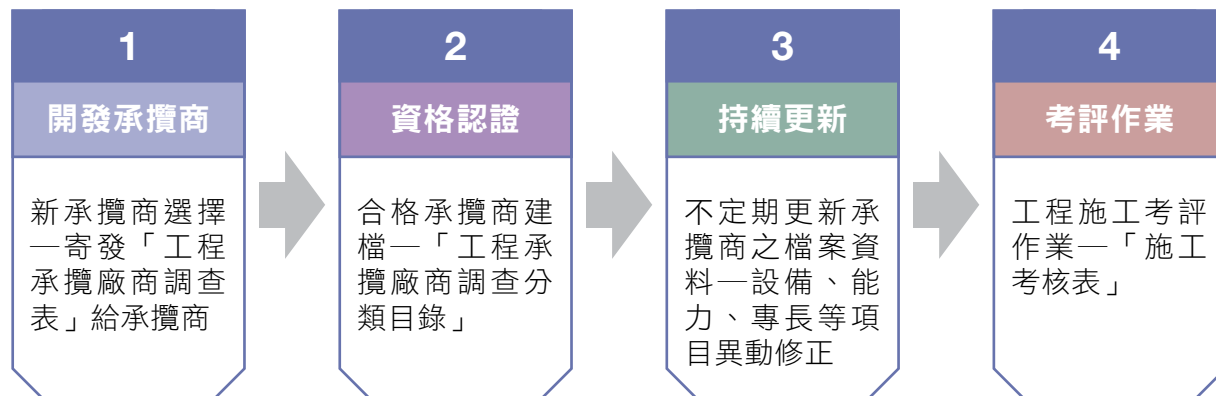 1
開發承攬商
新承攬商選擇
—寄發「工程
承攬廠商調查
表」給承攬商
2
資格認證
合格承攬商建
檔—「工程承
攬廠商調查分
類目錄」
3
持續更新
不定期更新承
攬商之檔案資
料—設備、能
力、專長等項
目異動修正
4
考評作業
工程施工考評
作業—「施工
考核表」